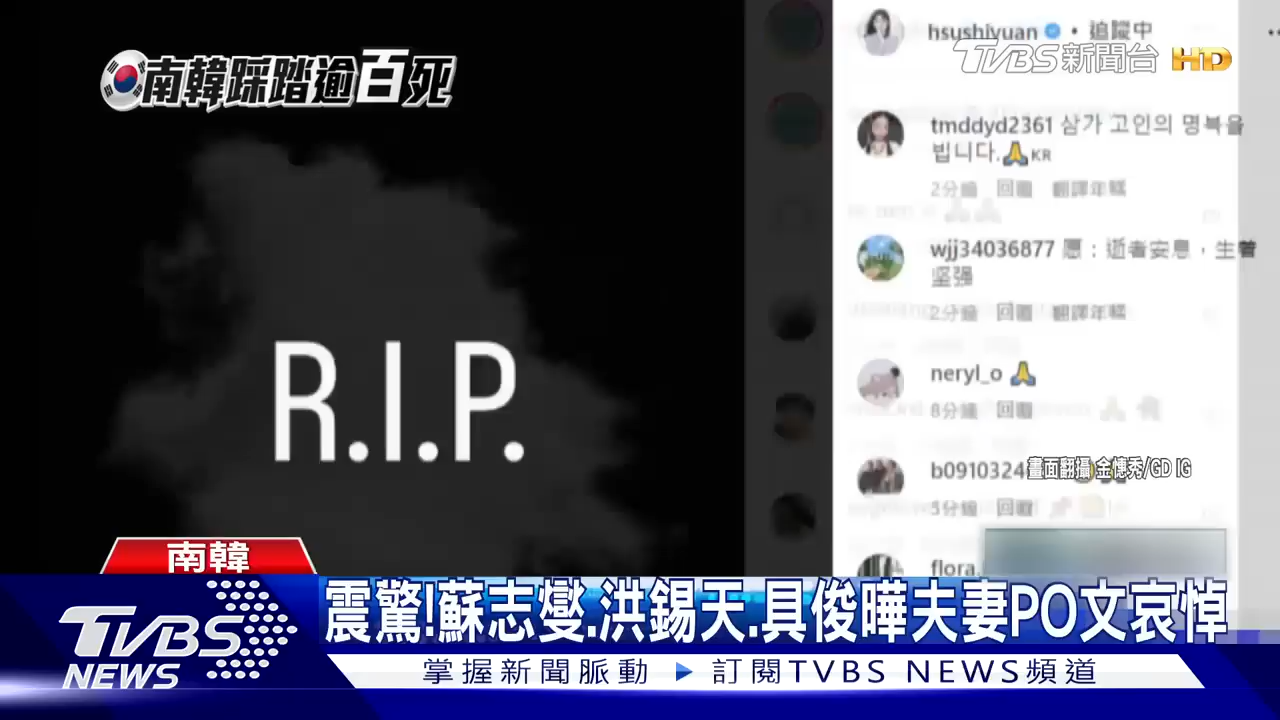 南韓踩踏逾百死
hsushiyuan • 追蹤中
TVBS新聞台 HD
tmddyd2361 삼가 고인의 명복을
빕니다.🙏KR
2分鐘 回覆 翻譯年糕
R.I.P.
wjj34036877 愿：逝者安息，生者
坚强
2分鐘 回覆 翻譯年糕
neryl_o 🙏
8分鐘 回覆
b0910324
畫面翻攝 金憓秀/GD IG
5分鐘 回覆
flora.
南韓
震驚!蘇志燮.洪錫天.具俊曄夫妻PO文哀悼
TVBS NEWS
掌握新聞脈動 ▶ 訂閱TVBS NEWS頻道